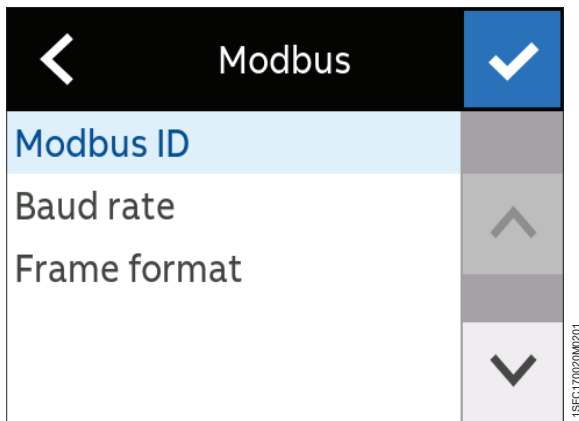 Modbus
Modbus ID
Baud rate
Frame format
1SFC170020M0201